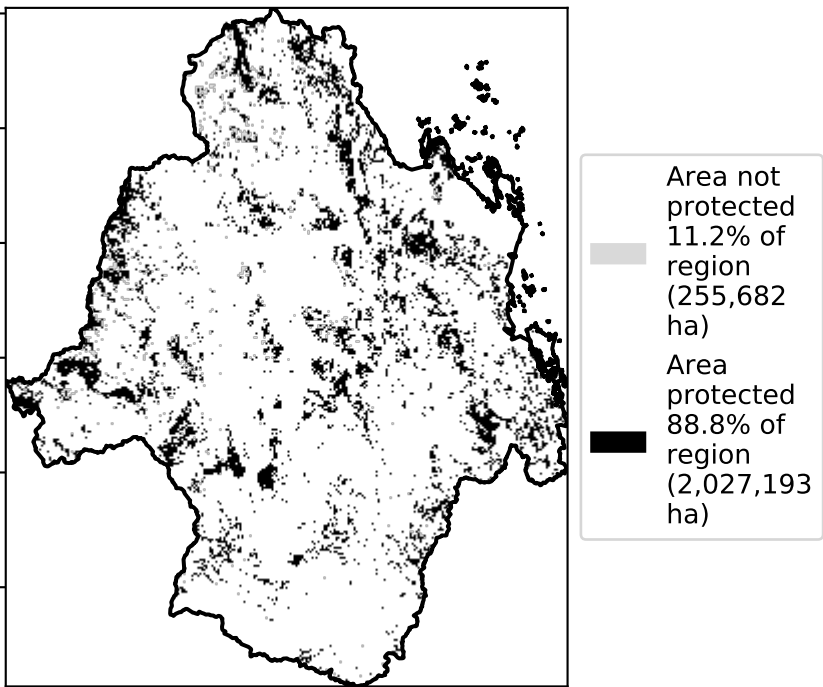 Area not
protected
11.2% of
region
(255,682
ha)
Area
protected
88.8% of
region
(2,027,193
ha)